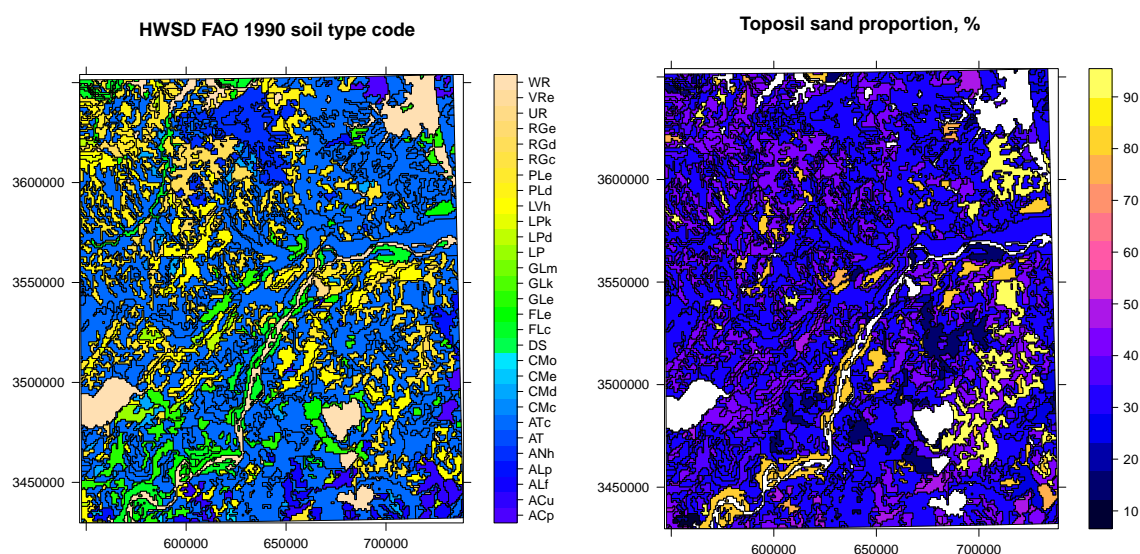 HWSD FAO 1990 soil type code
3600000
3550000
3500000
3450000
600000 650000 700000
WR
VRe
UR
RGe
RGd
RGc
PLe
PLd
LVh
LPk
LPd
LP
GLm
GLk
GLe
FLe
FLc
DS
CMo
CMe
CMd
CMc
ATc
AT
ANh
ALp
ALf
ACu
ACp
Toposil sand proportion, %
3600000
3550000
3500000
3450000
600000 650000 700000
90
80
70
60
50
40
30
20
10